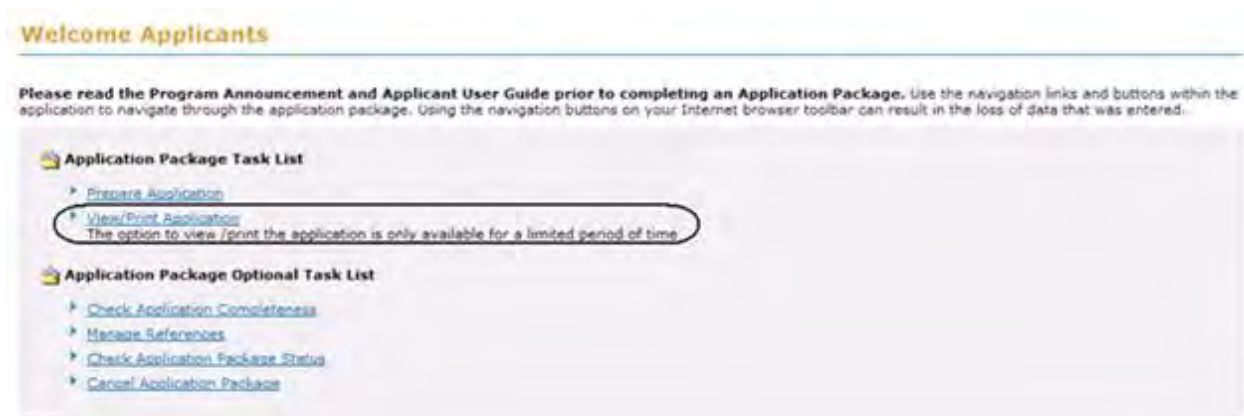 Welcome Applicants
Please read the Program Announcement and Applicant User Guide prior to completing an Application Package. Use the navigation links and buttons within the
application to navigate through the application package. Using the navigation buttons on your Internet browser toolbar can result in the loss of data that was entered.
Application Package Task List
Prepare Application
View/Print Application
The option to view /print the application is only available for a limited period of time
Application Package Optional Task List
Check Application Completeness
Manage References
Check Application Package Status
Cancel Application Package